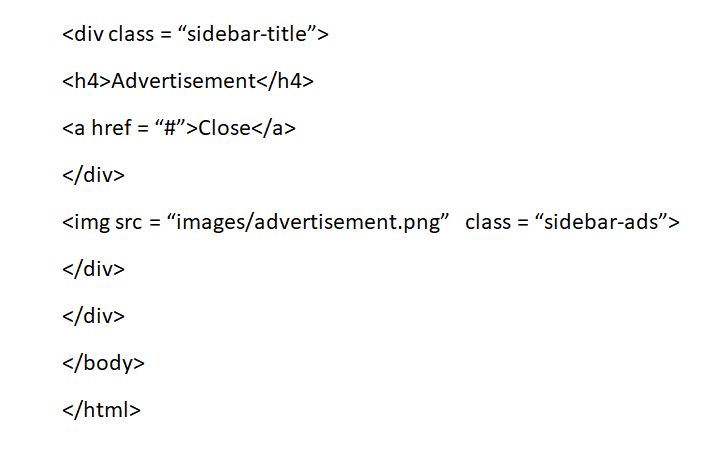 <div class = “sidebar-title”>
<h4>Advertisement</h4>
<a href = “#”>Close</a>
</div>
<img src = “images/advertisement.png”   class = “sidebar-ads”>
</div>
</div>
</body>
</html>